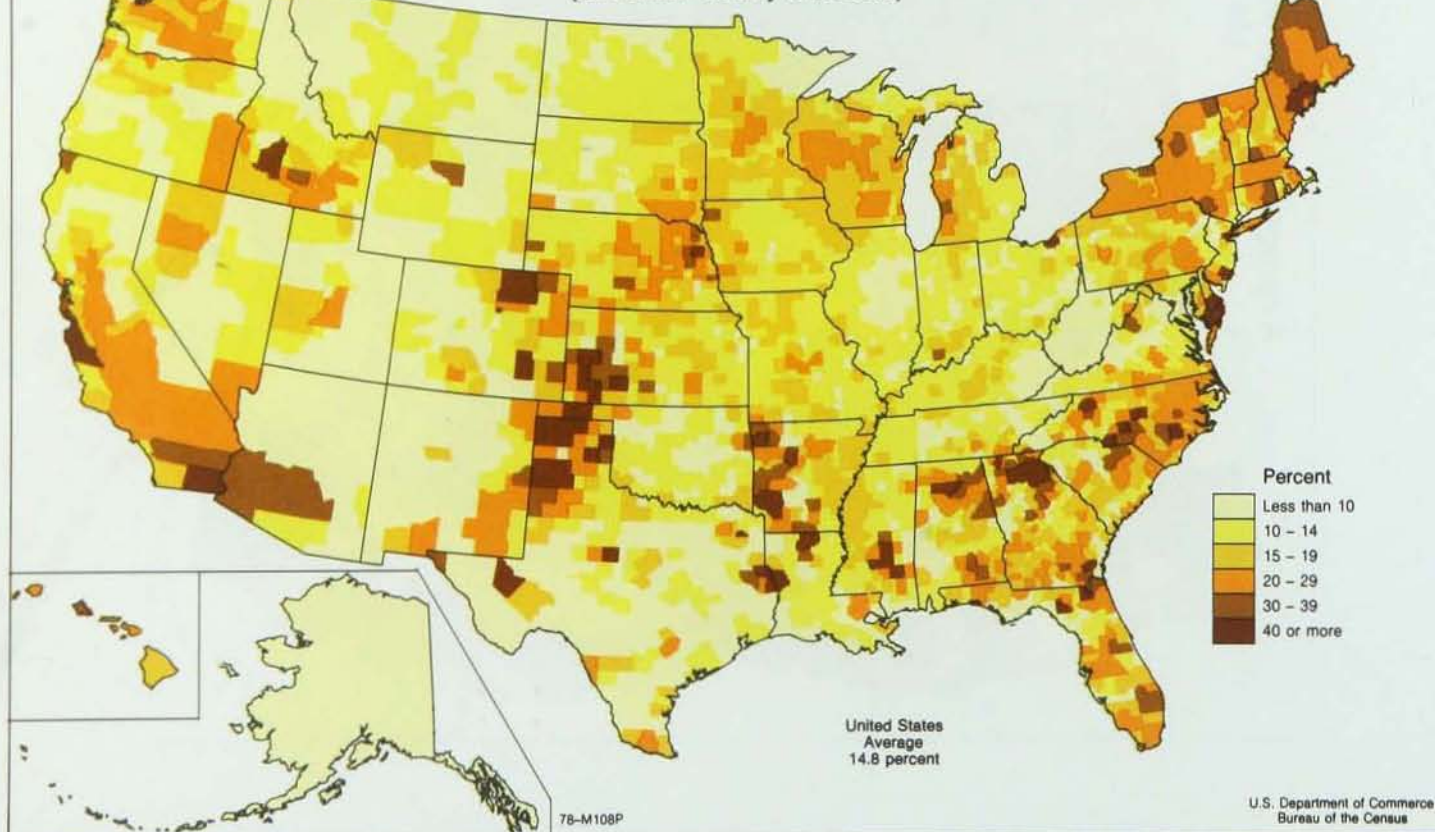 Percent
Less than 10
10 – 14
15 – 19
20 – 29
30 – 39
40 or more
United States
Average
14.8 percent
78–M108P
U.S. Department of Commerce
Bureau of the Census